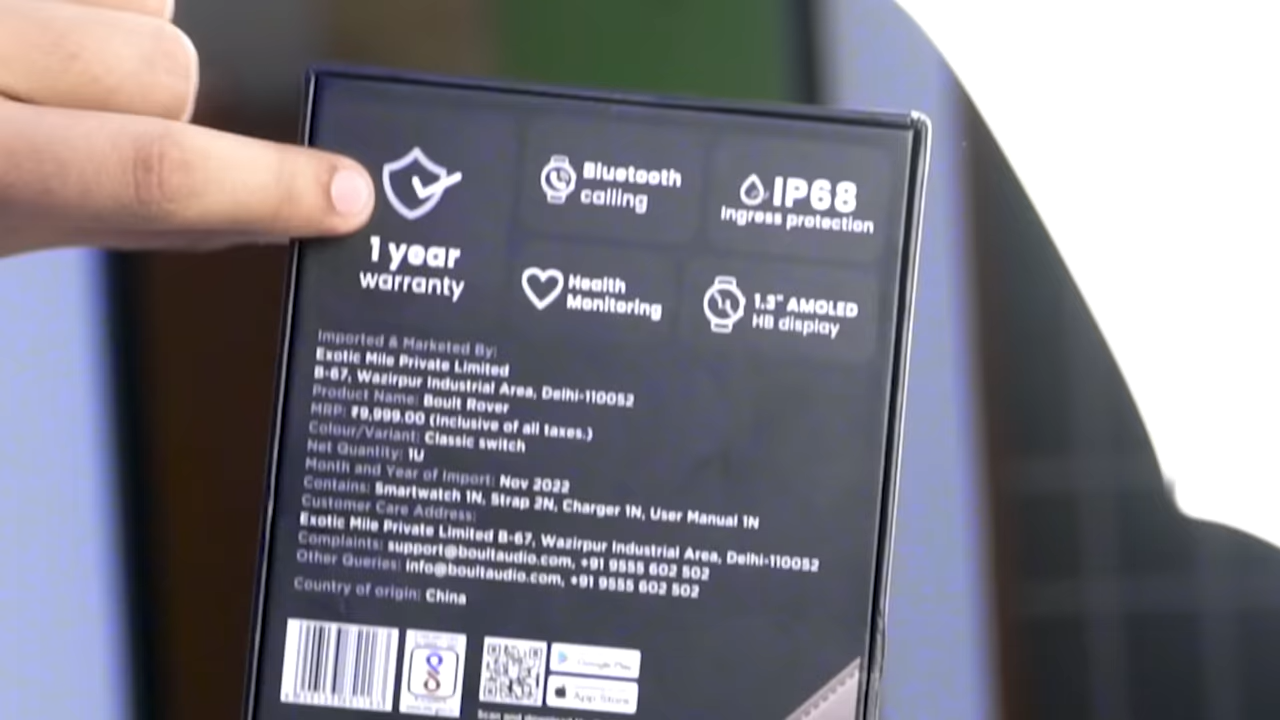 1 year
warranty
Bluetooth
calling
IP68
Ingress protection
Health
Monitoring
1.3" AMOLED
HB display
Imported & Marketed By:
Exotic Mile Private Limited
B-67, Wazirpur Industrial Area, Delhi-110052
Product Name: Boult Rover
MRP: ₹9,999.00 (Inclusive of all taxes.)
Colour/Variant: Classic switch
Net Quantity: 1U
Month and Year of Import: Nov 2022
Contains: Smartwatch 1N, Strap 2N, Charger 1N, User Manual 1N
Customer Care Address:
Exotic Mile Private Limited B-67, Wazirpur Industrial Area, Delhi-110052
Complaints: support@boultaudio.com, +91 9555 602 502
Other Queries: info@boultaudio.com, +91 9555 602 502
Country of origin: China
Google Play
App Store
Scan and download